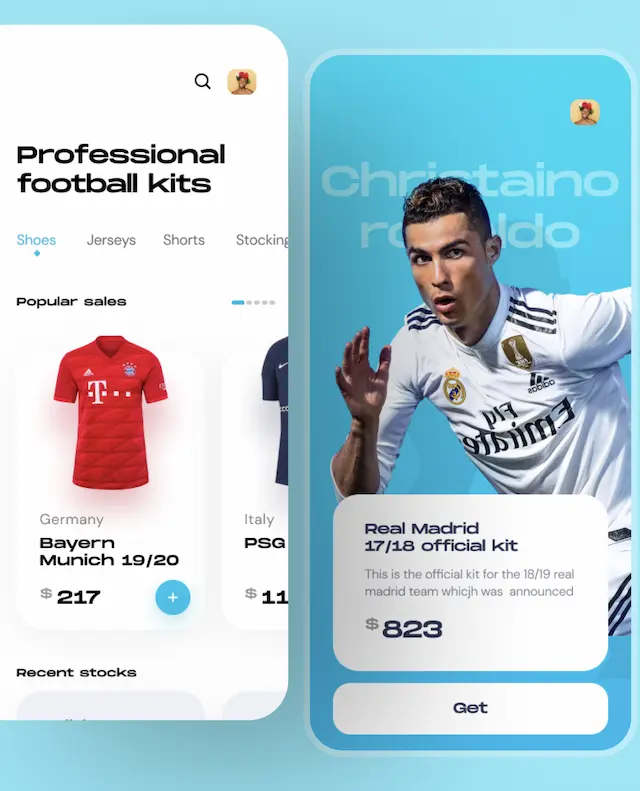 Professional
football kits
Shoes Jerseys Shorts Stocking
Popular sales
adidas
T
Germany
Bayern
Munich 19/20
$ 217
+
Italy
PSG
$ 11
Recent stocks
Christaino
ronaldo
adidas
Fly
Emirates
Real Madrid
17/18 official kit
This is the official kit for the 18/19 real
madrid team whicjh was announced
$ 823
Get